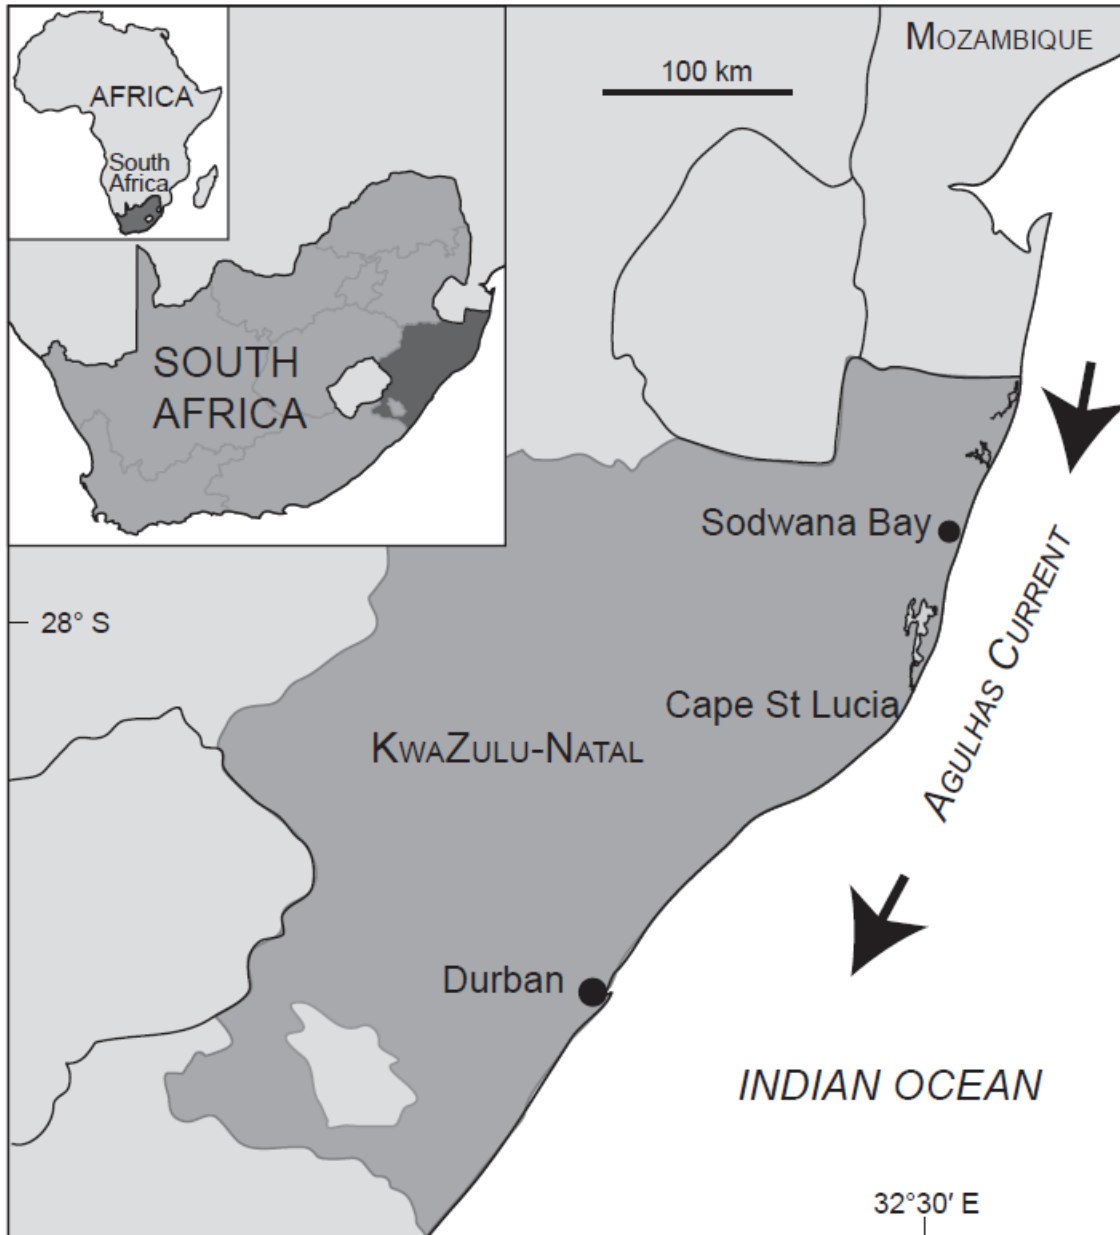 AFRICA
South
Africa
SOUTH
AFRICA
MOZAMBIQUE
100 km
Sodwana Bay
28° S
AGULHAS CURRENT
Cape St Lucia
KWAZULU-NATAL
Durban
INDIAN OCEAN
32°30′ E